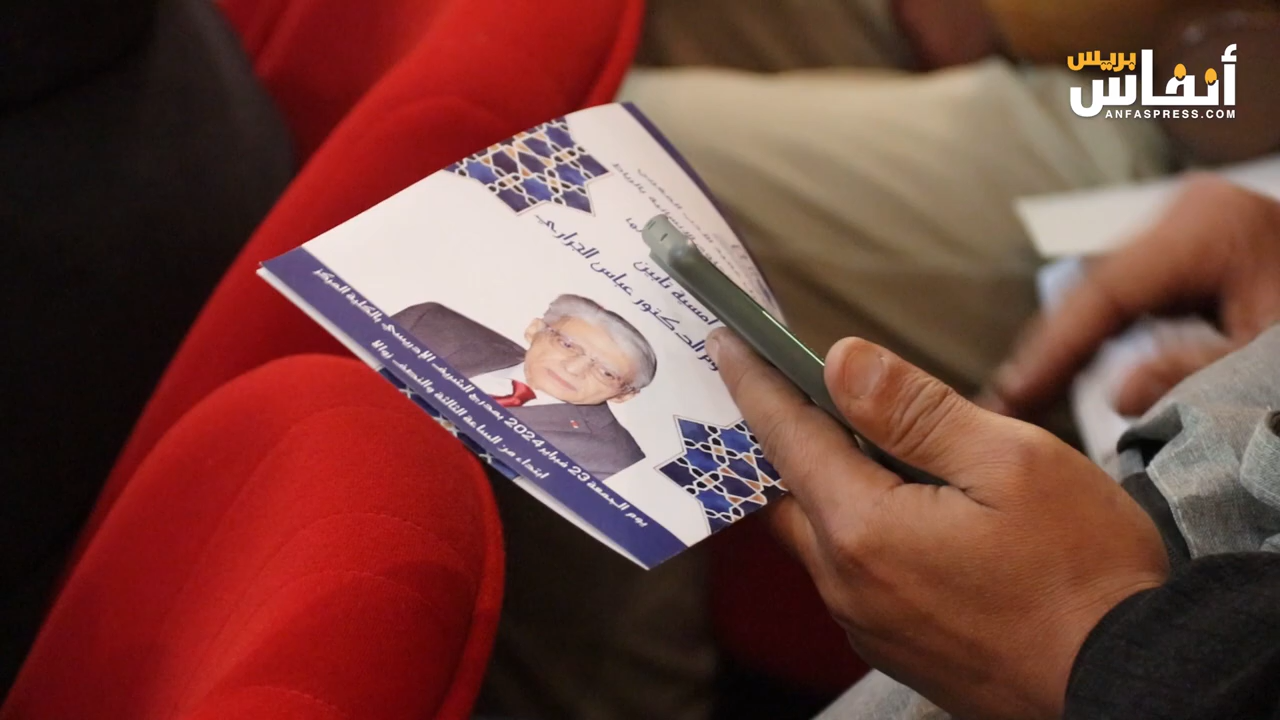 بريس
أنفاس
ANFASPRESS.COM
أمسية تأبين
الدكتور عباس الجراري
يوم الجمعة 23 فبراير 2024 بمدرج الشريف الإدريسي بالكلية المركز
ابتداء من الساعة الثالثة والنصف زوالا